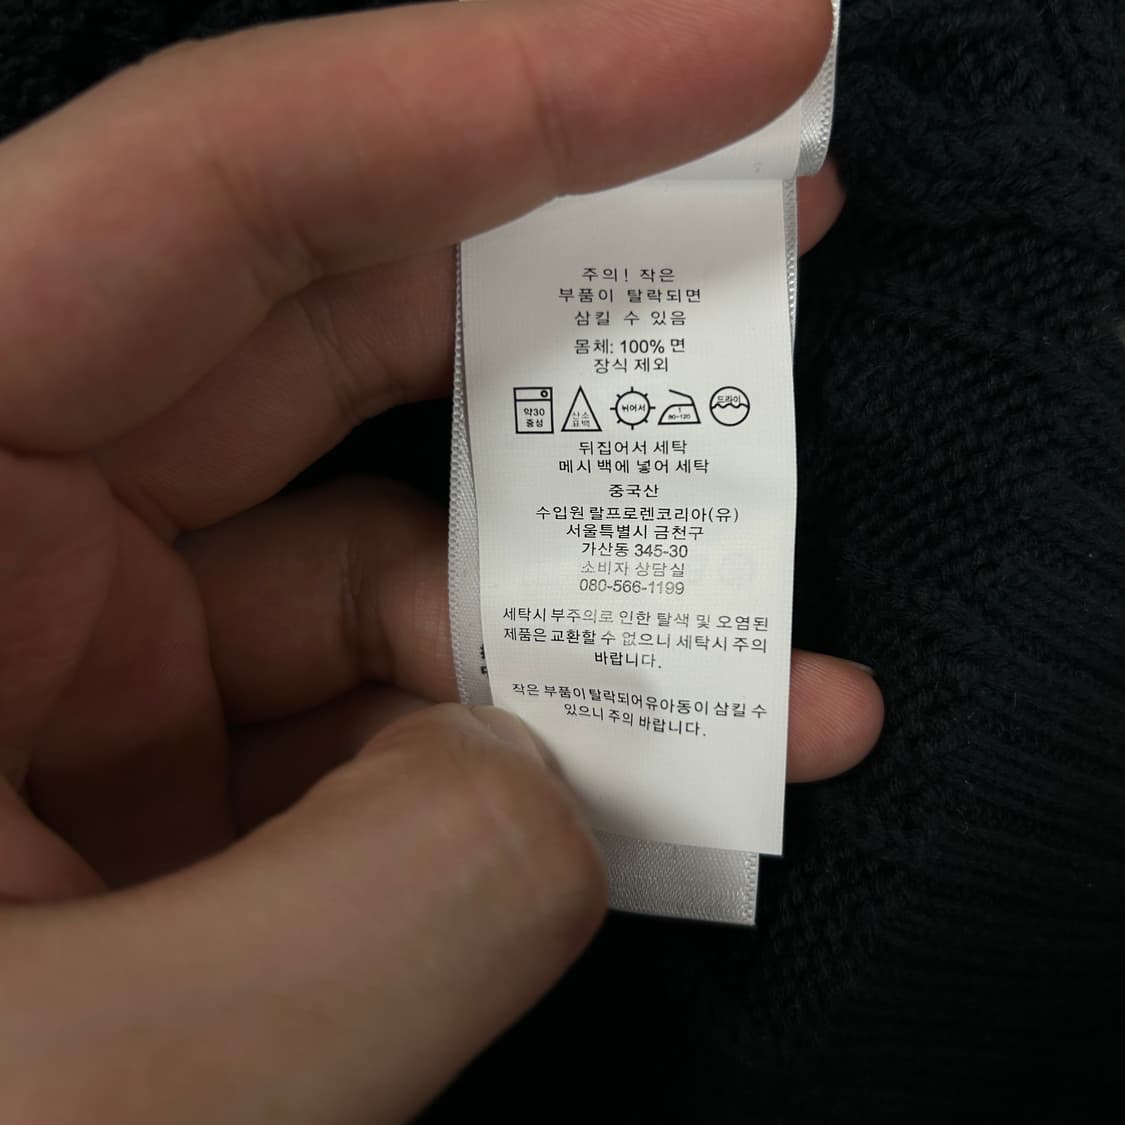 주의! 작은
부품이 탈락되면
삼킬 수 있음
몸체: 100% 면
장식 제외
약30
중성
산소
표백
뉘어서
1
80~120
드라이
뒤집어서 세탁
메시 백에 넣어 세탁
중국산
수입원 랄프로렌코리아(유)
서울특별시 금천구
가산동 345-30
소비자 상담실
080-566-1199
세탁시 부주의로 인한 탈색 및 오염된
제품은 교환할 수 없으니 세탁시 주의
바랍니다.
작은 부품이 탈락되어유아동이 삼킬 수
있으니 주의 바랍니다.